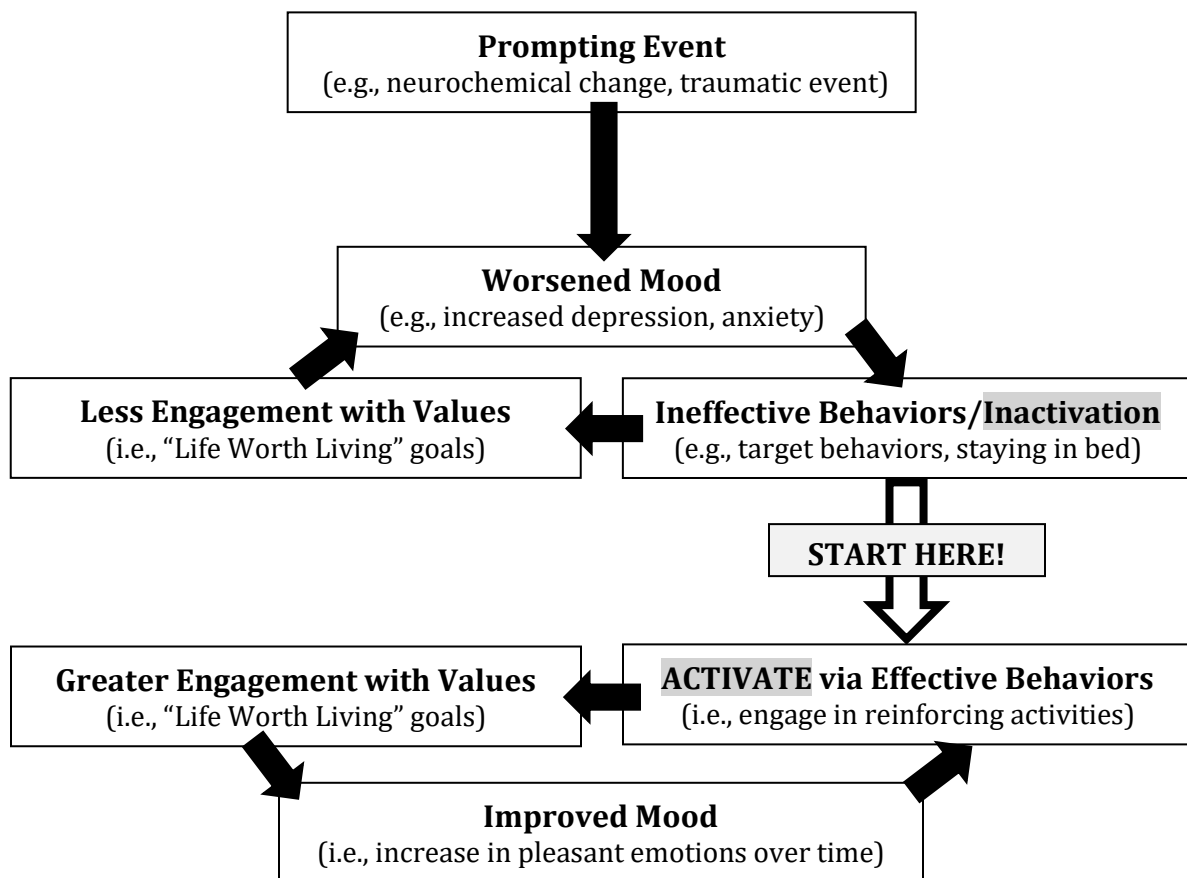 Prompting Event
(e.g., neurochemical change, traumatic event)
Worsened Mood
(e.g., increased depression, anxiety)
Less Engagement with Values
(i.e., “Life Worth Living” goals)
Ineffective Behaviors/Inactivation
(e.g., target behaviors, staying in bed)
START HERE!
Greater Engagement with Values
(i.e., “Life Worth Living” goals)
ACTIVATE via Effective Behaviors
(i.e., engage in reinforcing activities)
Improved Mood
(i.e., increase in pleasant emotions over time)